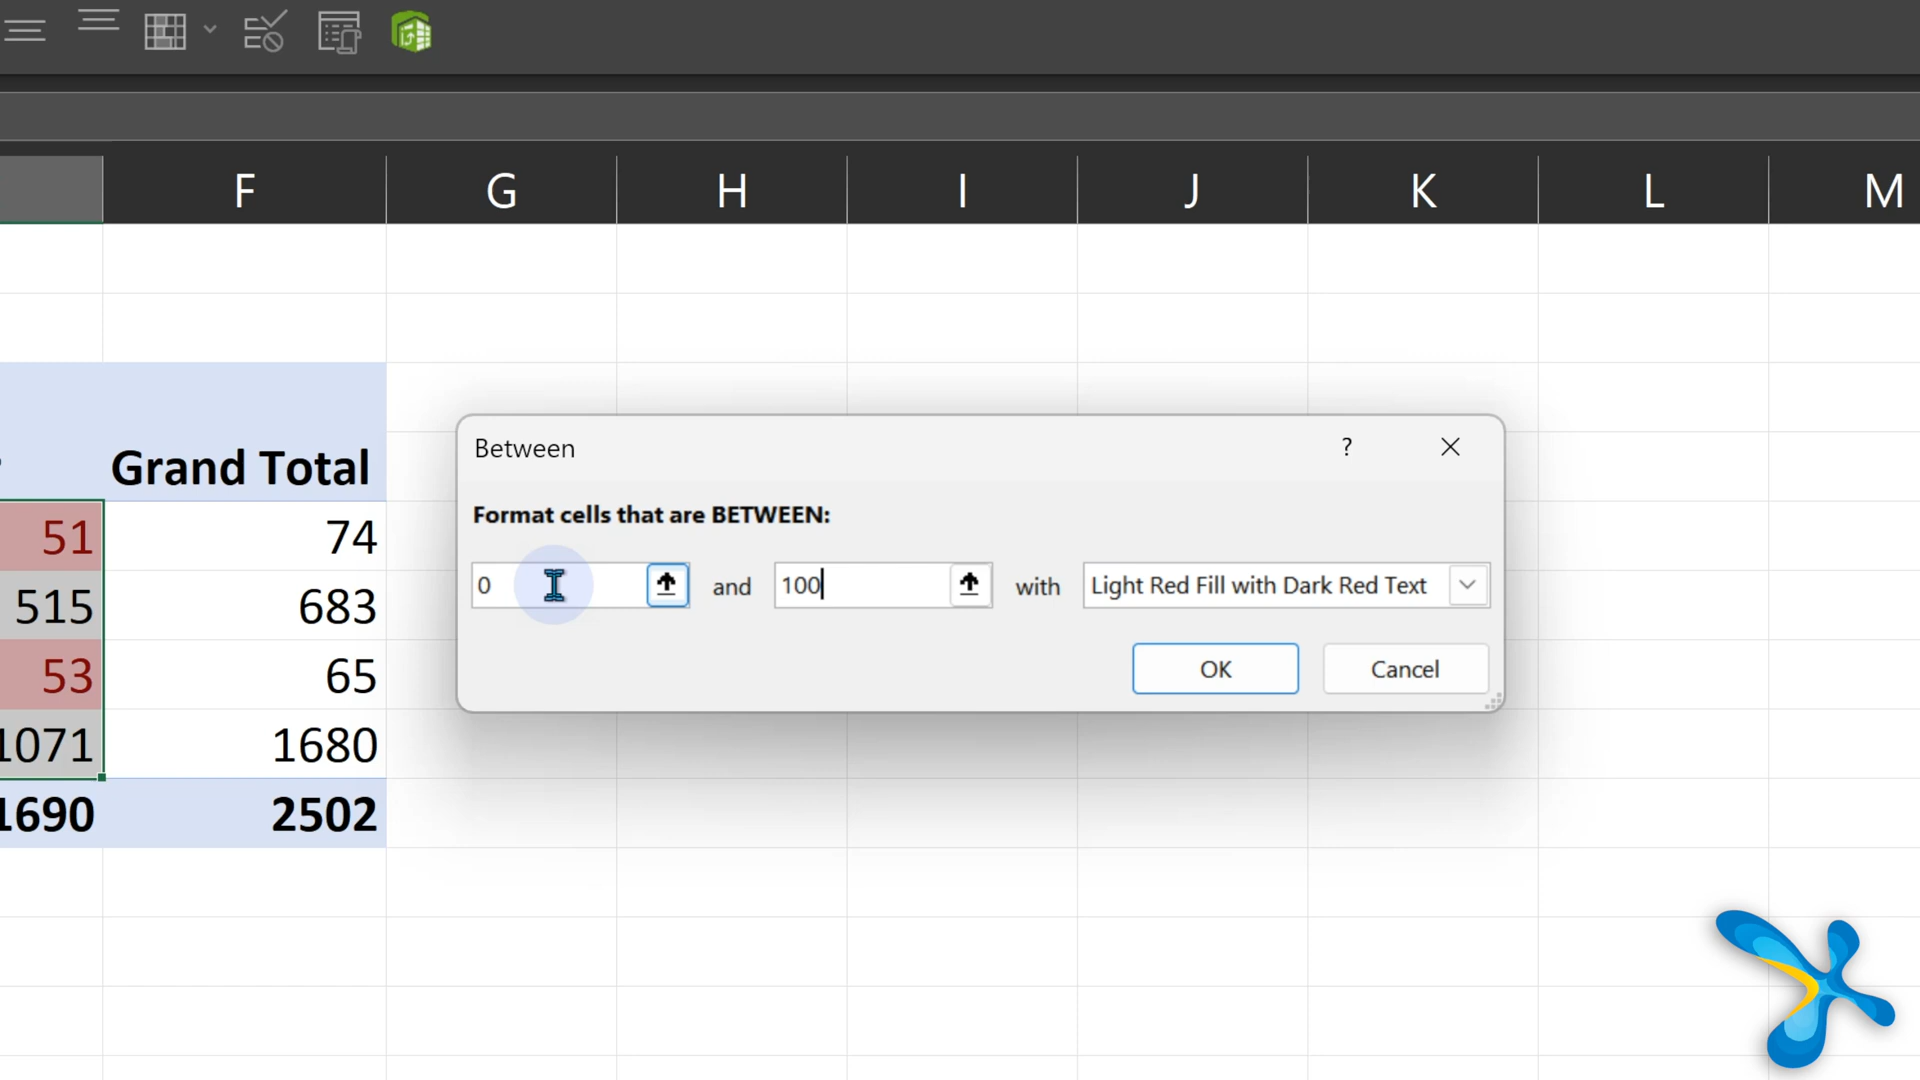 F G H I J K L M
Grand Total
51 74
515 683
53 65
1071 1680
1690 2502
Between ?
Format cells that are BETWEEN:
0 and 100 with Light Red Fill with Dark Red Text
OK Cancel